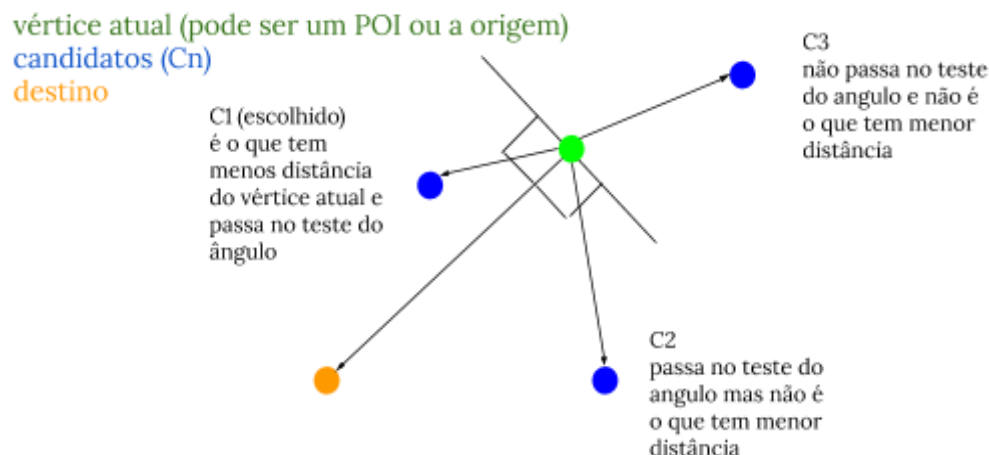 vértice atual (pode ser um POI ou a origem)
candidatos (Cn)
destino
C1 (escolhido)
é o que tem
menos distância
do vértice atual e
passa no teste do
ângulo
C3
não passa no teste
do angulo e não é
o que tem menor
distância
C2
passa no teste do
angulo mas não é
o que tem menor
distância